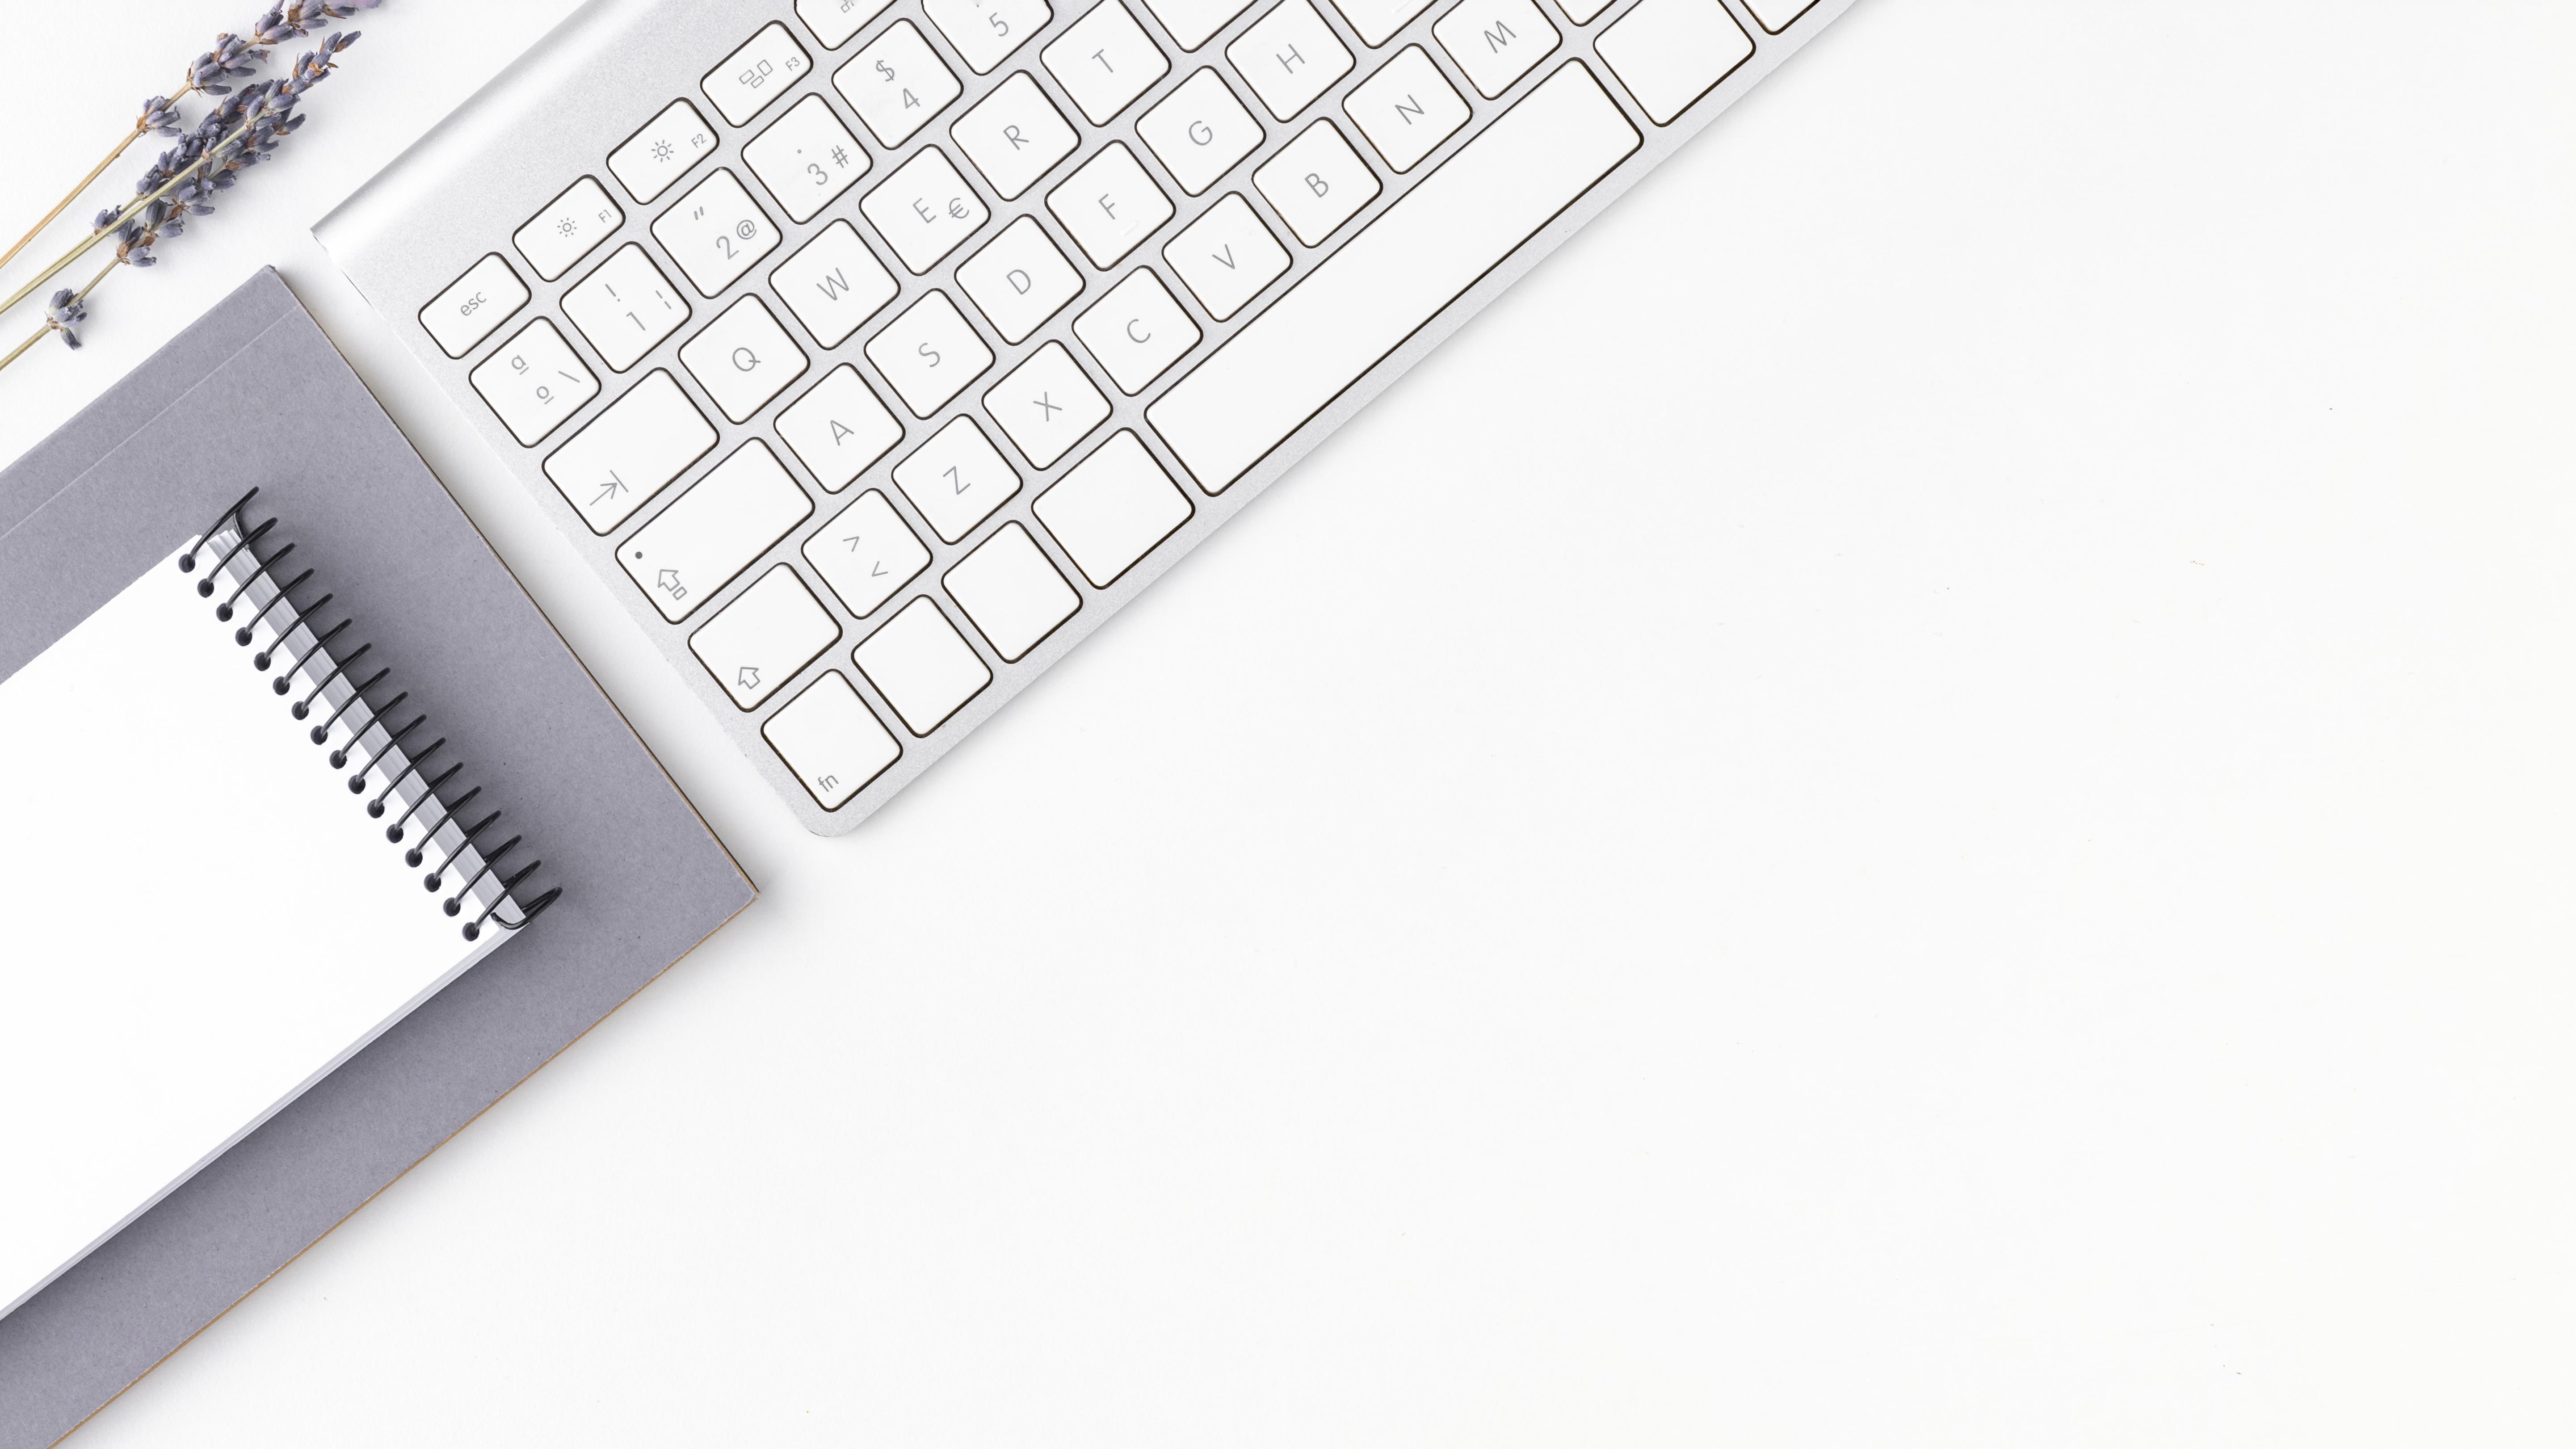 esc F1 F2 F3
ª º \ ! 1 " 2 @ · 3 # $ 4 5
Q W E € R T
A S D F G H
> < Z X C V B N M
fn